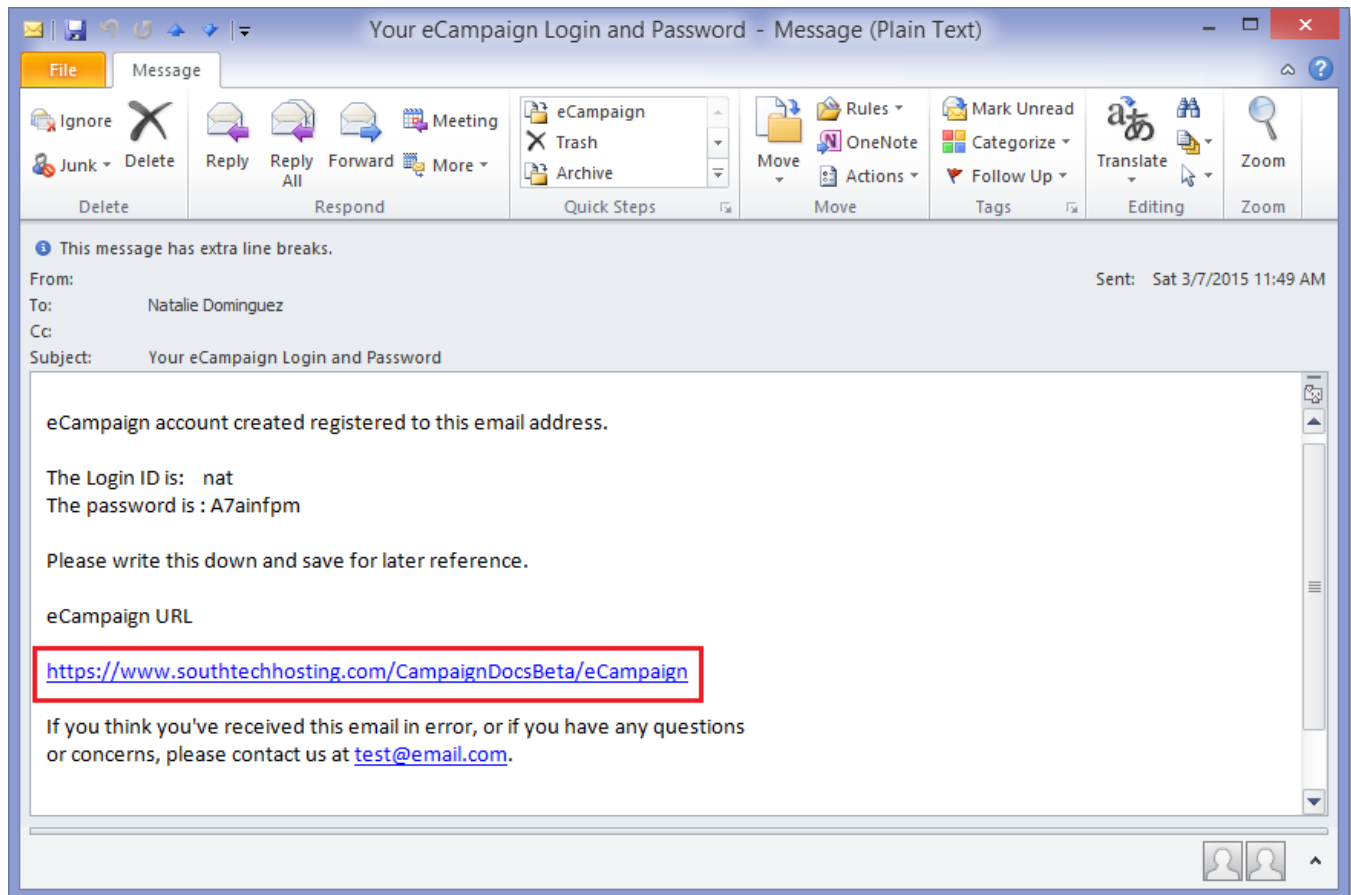 Your eCampaign Login and Password - Message (Plain Text)
File Message
Ignore
Junk
Delete
Delete
Reply
Reply All
Forward
Meeting
More
Respond
eCampaign
Trash
Archive
Quick Steps
Move
Rules
OneNote
Actions
Move
Mark Unread
Categorize
Follow Up
Tags
Translate
Editing
Zoom
Zoom
This message has extra line breaks.
From:
Sent: Sat 3/7/2015 11:49 AM
To: Natalie Dominguez
Cc:
Subject: Your eCampaign Login and Password
eCampaign account created registered to this email address.
The Login ID is: nat
The password is : A7ainfpm
Please write this down and save for later reference.
eCampaign URL
https://www.southtechhosting.com/CampaignDocsBeta/eCampaign
If you think you've received this email in error, or if you have any questions
or concerns, please contact us at test@email.com.